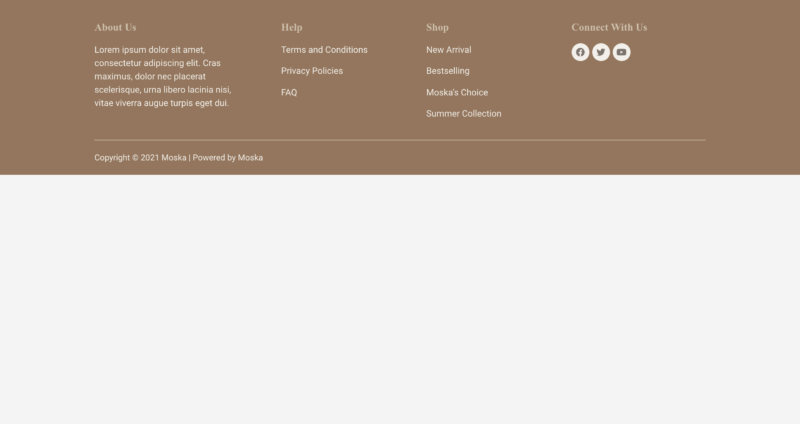 About Us
Lorem ipsum dolor sit amet,
consectetur adipiscing elit. Cras
maximus, dolor nec placerat
scelerisque, urna libero lacinia nisi,
vitae viverra augue turpis eget dui.
Help
Terms and Conditions
Privacy Policies
FAQ
Shop
New Arrival
Bestselling
Moska's Choice
Summer Collection
Connect With Us
Copyright © 2021 Moska | Powered by Moska